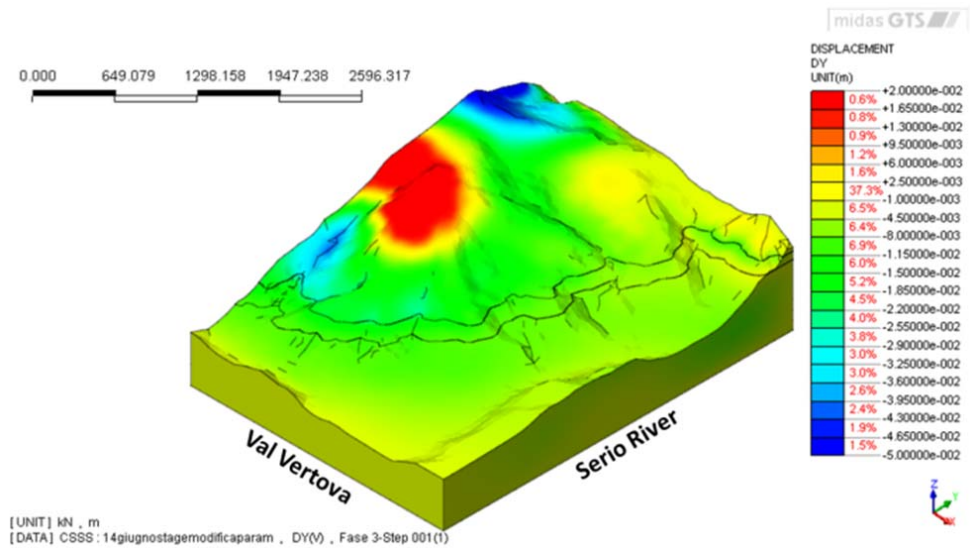 midas GTS
DISPLACEMENT
DY
UNIT(m)
0.000 649.079 1298.158 1947.238 2596.317
+2.00000e-002
0.6%
+1.65000e-002
0.8%
+1.30000e-002
0.9%
+9.50000e-003
1.2%
+6.00000e-003
1.6%
+2.50000e-003
37.3%
-1.00000e-003
6.5%
-4.50000e-003
6.4%
-8.00000e-003
6.9%
-1.15000e-002
6.0%
-1.50000e-002
5.2%
-1.85000e-002
4.5%
-2.20000e-002
4.0%
-2.55000e-002
3.8%
-2.90000e-002
3.0%
-3.25000e-002
3.0%
-3.60000e-002
2.6%
-3.95000e-002
2.4%
-4.30000e-002
1.9%
-4.65000e-002
1.5%
-5.00000e-002
Val Vertova
Serio River
Z
Y
X
[UNIT] kN , m
[DATA] CSSS : 14giugnostagemodificaparam , DY(V) , Fase 3-Step 001(1)